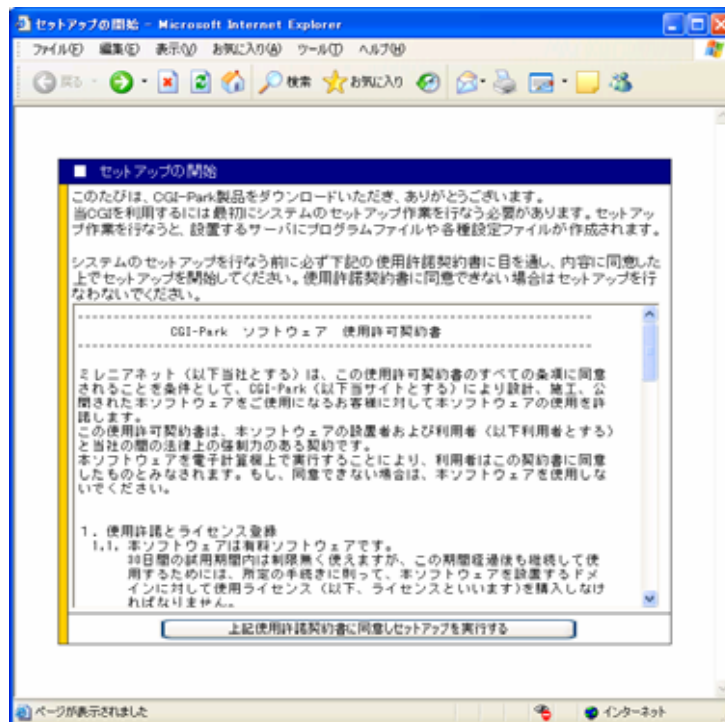 セットアップの開始 - Microsoft Internet Explorer
ファイル(F) 編集(E) 表示(V) お気に入り(A) ツール(T) ヘルプ(H)
戻る 検索 お気に入り
■ セットアップの開始
このたびは、CGI-Park製品をダウンロードいただき、ありがとうございます。
当CGIを利用するには最初にシステムのセットアップ作業を行なう必要があります。セットアッ
プ作業を行なうと、設置するサーバにプログラムファイルや各種設定ファイルが作成されます。
システムのセットアップを行なう前に必ず下記の使用許諾契約書に目を通し、内容に同意した
上でセットアップを開始してください。使用許諾契約書に同意できない場合はセットアップを行
なわないでください。
CGI-Park ソフトウェア 使用許可契約書
ミレニアネット（以下当社とする）は、この使用許可契約書のすべての条項に同意
されることを条件として、CGI-Park（以下当サイトとする）により設計、施工、公
開された本ソフトウェアをご使用になるお客様に対して本ソフトウェアの使用を許
諾します。
この使用許可契約書は、本ソフトウェアの設置者および利用者（以下利用者とする）
と当社の間の法律上の強制力のある契約です。
本ソフトウェアを電子計算機上で実行することにより、利用者はこの契約書に同意
したものとみなされます。もし、同意できない場合は、本ソフトウェアを使用しな
いでください。
１．使用許諾とライセンス登録
1.1. 本ソフトウェアは有料ソフトウェアです。
30日間の試用期間内は制限無く使えますが、この期間経過後も継続して使
用するためには、所定の手続きに則って、本ソフトウェアを設置するドメ
インに対して使用ライセンス（以下、ライセンスといいます）を購入しなけ
ればなりません。
上記使用許諾契約書に同意しセットアップを実行する
ページが表示されました インターネット